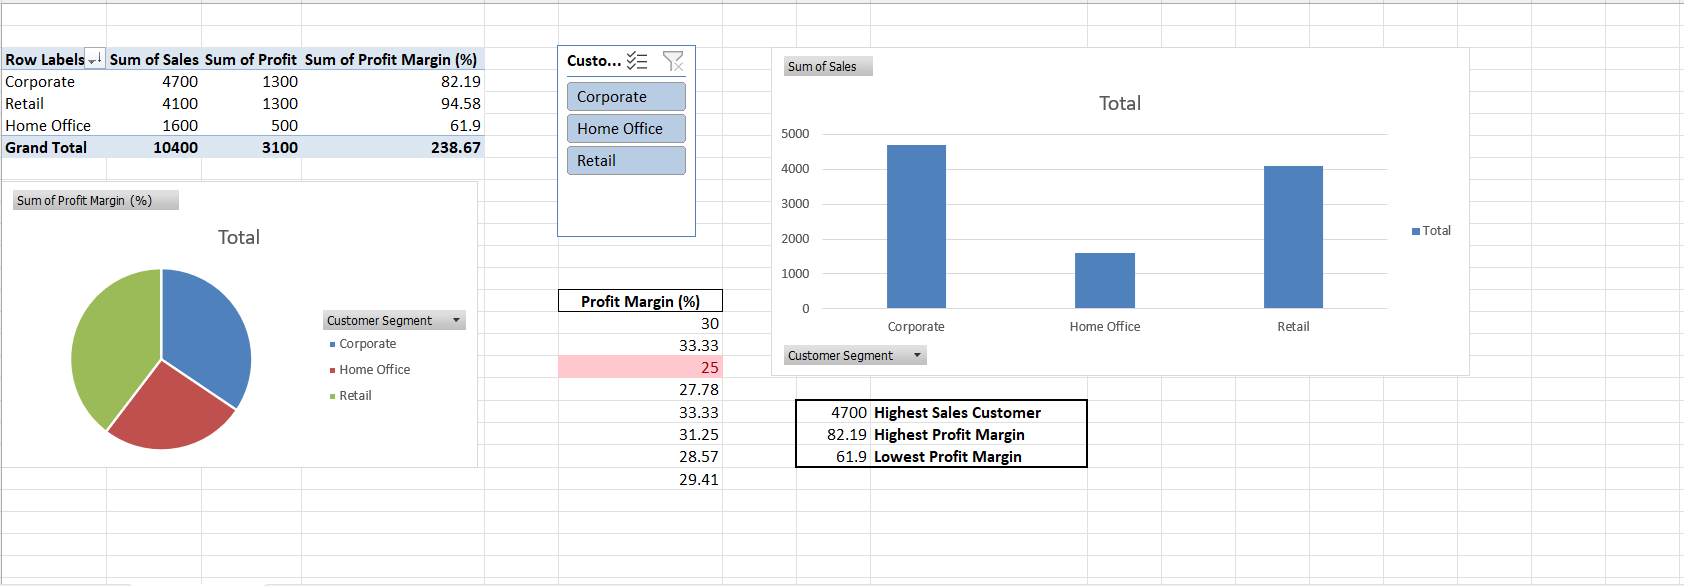 Row Labels Sum of Sales Sum of Profit Sum of Profit Margin (%)
Corporate 4700 1300 82.19
Retail 4100 1300 94.58
Home Office 1600 500 61.9
Grand Total 10400 3100 238.67
Sum of Profit Margin (%)
Total
Customer Segment
Corporate
Home Office
Retail
Custo...
Corporate
Home Office
Retail
Profit Margin (%)
30
33.33
25
27.78
33.33
31.25
28.57
29.41
Sum of Sales
Total
5000
4000
3000
2000
1000
0
Corporate Home Office Retail
Total
Customer Segment
4700 Highest Sales Customer
82.19 Highest Profit Margin
61.9 Lowest Profit Margin